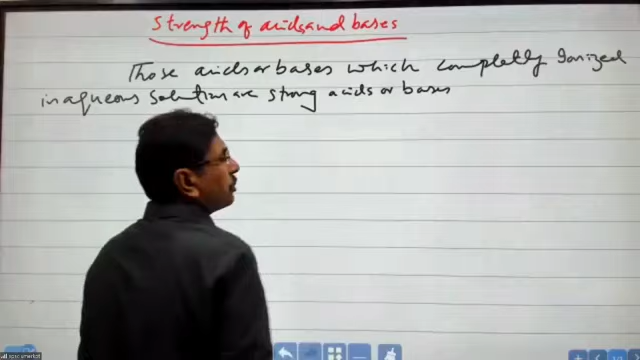 Strength of acids and bases
Those acids or bases which completly Ionized
in aqueous solution are strong acids or bases